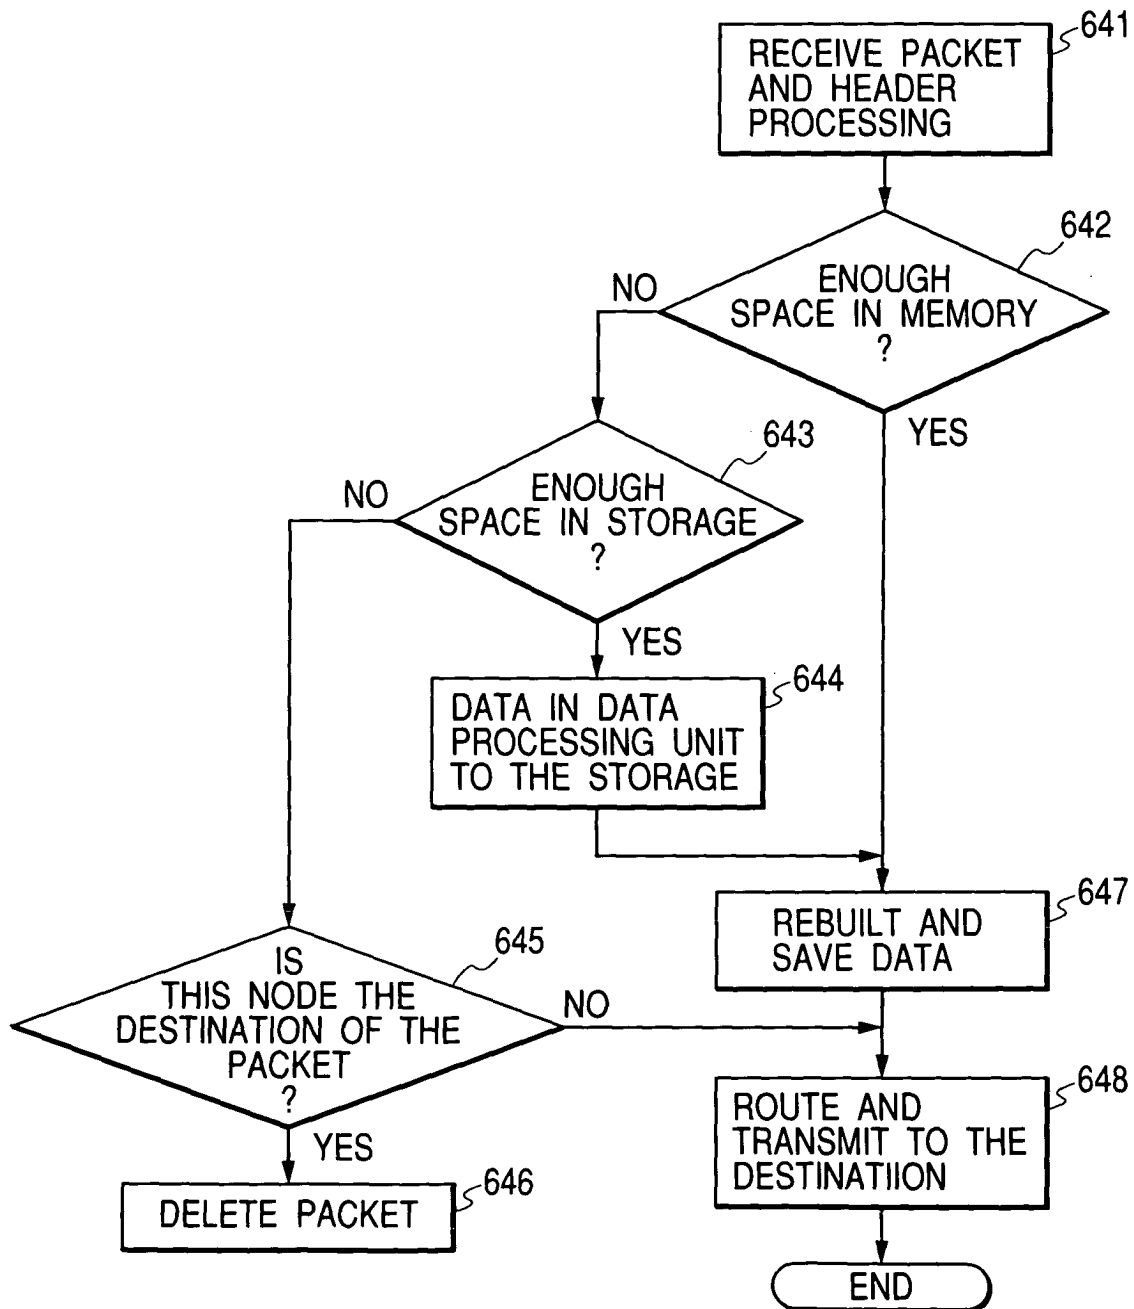 641
RECEIVE PACKET
AND HEADER
PROCESSING
642
ENOUGH
SPACE IN MEMORY
?
NO
YES
643
ENOUGH
SPACE IN STORAGE
?
NO
YES
644
DATA IN DATA
PROCESSING UNIT
TO THE STORAGE
647
REBUILT AND
SAVE DATA
645
IS
THIS NODE THE
DESTINATION OF THE
PACKET
?
NO
YES
648
ROUTE AND
TRANSMIT TO THE
DESTINATIION
646
DELETE PACKET
END